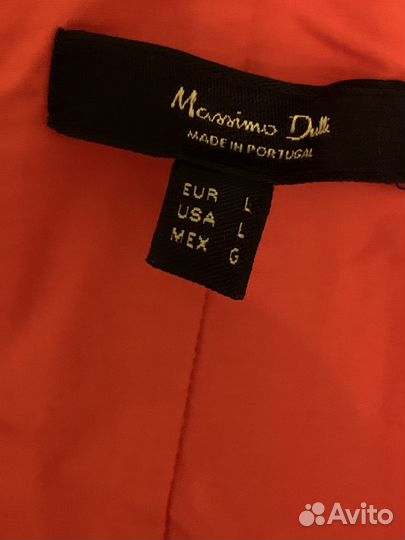 Massimo Dutti
MADE IN PORTUGAL
EUR L
USA L
MEX G
Avito